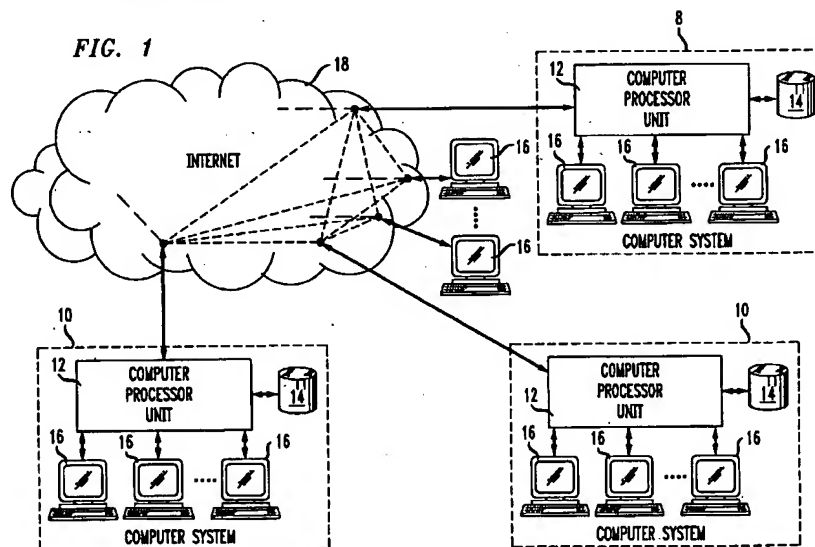 FIG. 1
18
INTERNET
16
16
8
12
COMPUTER
PROCESSOR
UNIT
14
16
16
16
COMPUTER SYSTEM
10
12
COMPUTER
PROCESSOR
UNIT
14
16
16
16
COMPUTER SYSTEM
10
12
COMPUTER
PROCESSOR
UNIT
14
16
16
16
COMPUTER SYSTEM